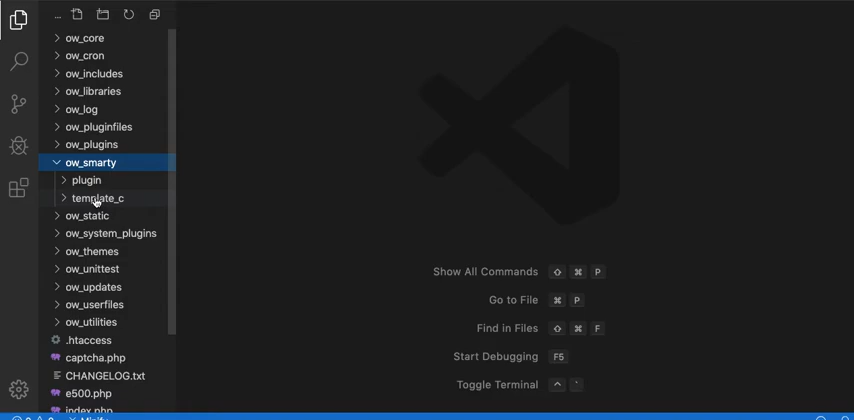 ...
ow_core
ow_cron
ow_includes
ow_libraries
ow_log
ow_pluginfiles
ow_plugins
ow_smarty
plugin
template_c
ow_static
ow_system_plugins
ow_themes
ow_unittest
ow_updates
ow_userfiles
ow_utilities
.htaccess
captcha.php
CHANGELOG.txt
e500.php
index.php
Show All Commands ⇧ ⌘ P
Go to File ⌘ P
Find in Files ⇧ ⌘ F
Start Debugging F5
Toggle Terminal ^ `